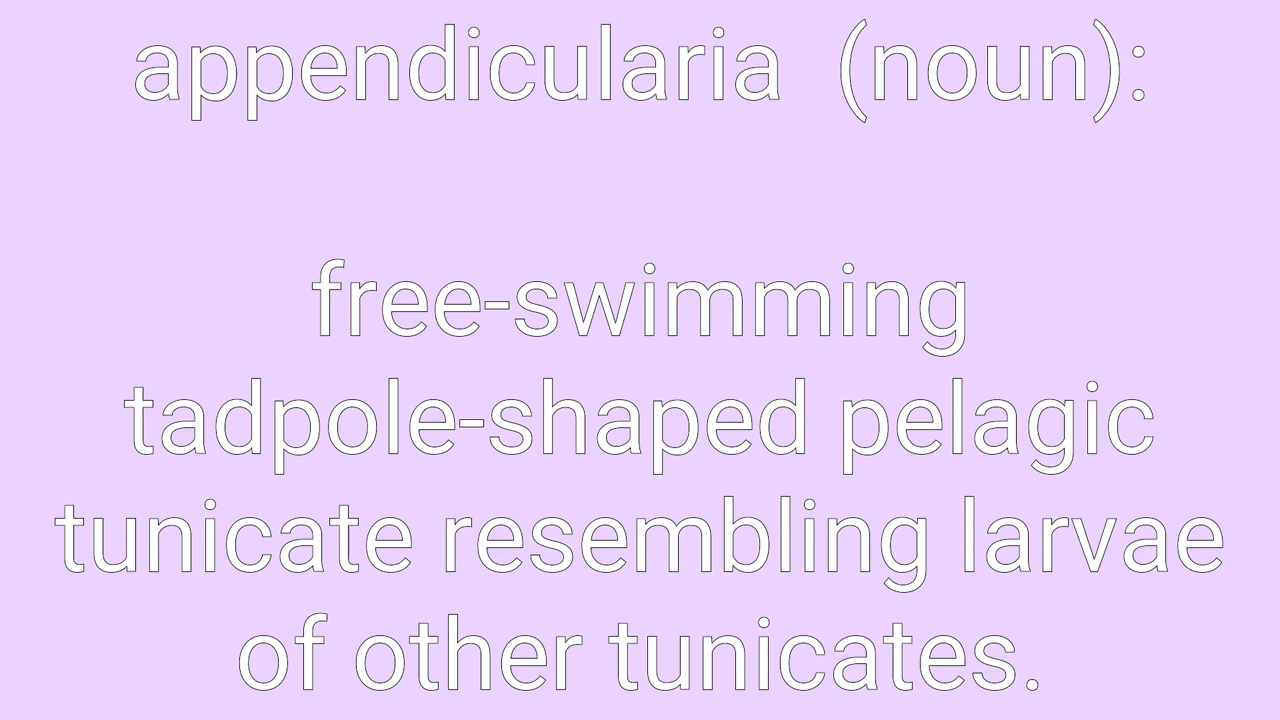 appendicularia  (noun):
free-swimming
tadpole-shaped pelagic
tunicate resembling larvae
of other tunicates.